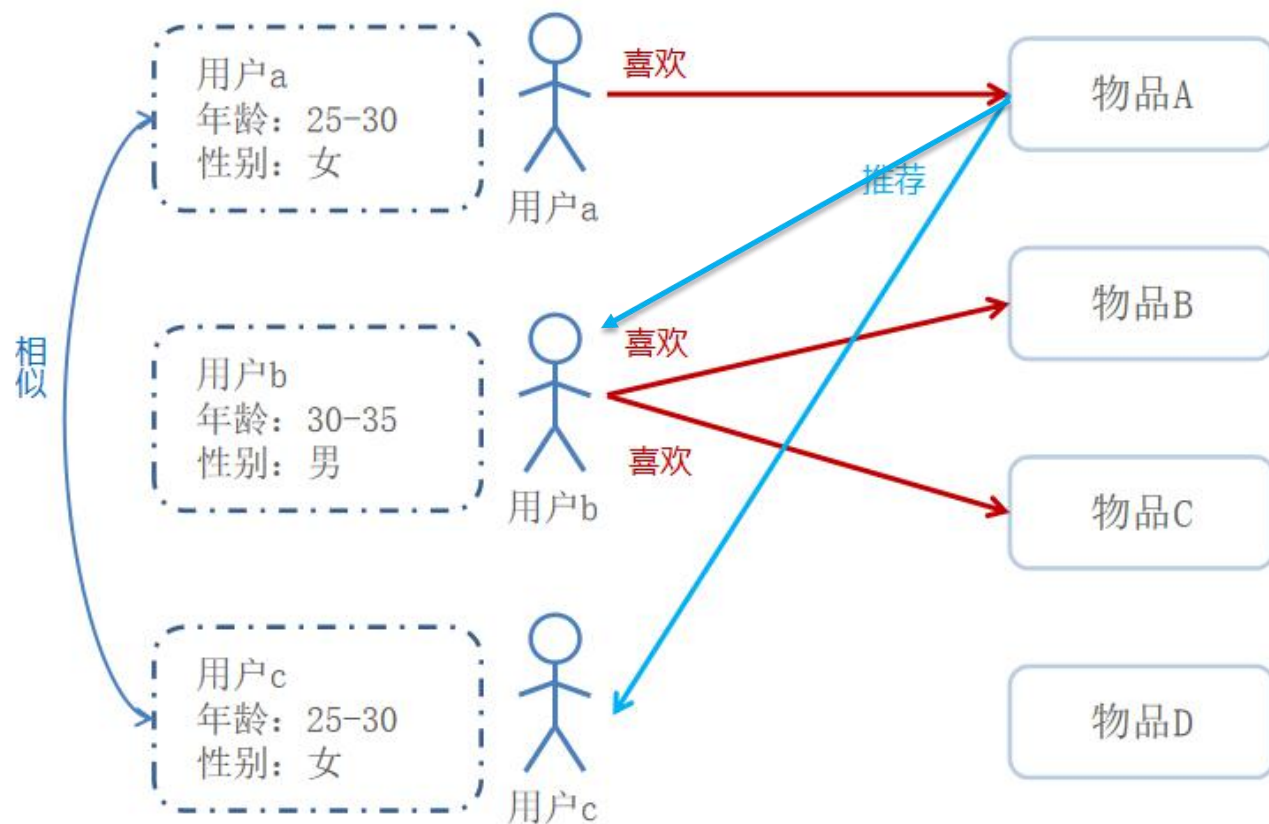 用户a
年龄：25-30
性别：女
用户a
喜欢
物品A
推荐
物品B
相似
用户b
年龄：30-35
性别：男
用户b
喜欢
喜欢
物品C
用户c
年龄：25-30
性别：女
用户c
物品D